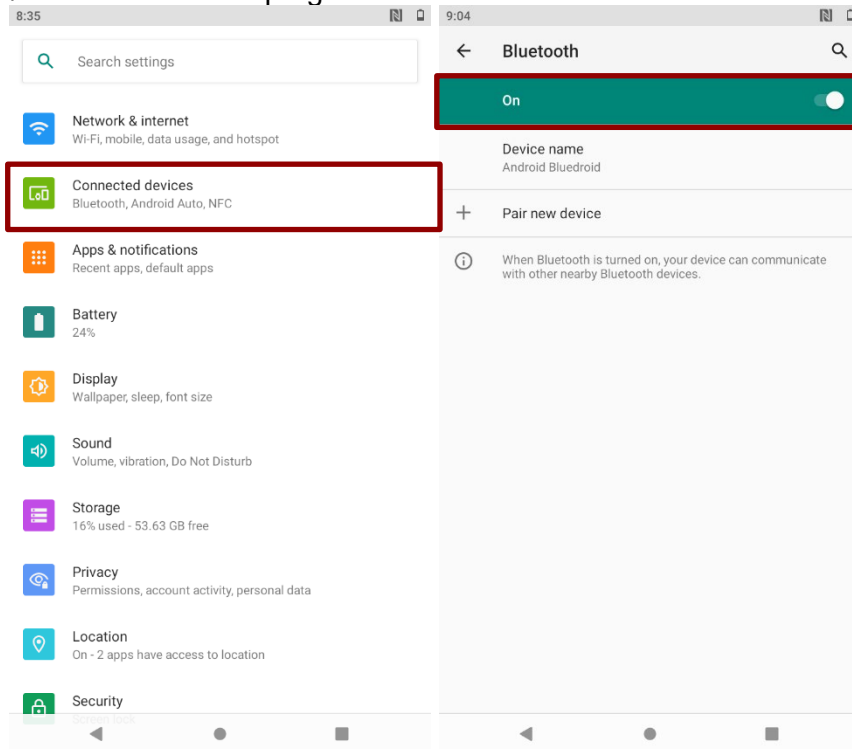 8:35
Search settings
Network & internet
Wi-Fi, mobile, data usage, and hotspot
Connected devices
Bluetooth, Android Auto, NFC
Apps & notifications
Recent apps, default apps
Battery
24%
Display
Wallpaper, sleep, font size
Sound
Volume, vibration, Do Not Disturb
Storage
16% used - 53.63 GB free
Privacy
Permissions, account activity, personal data
Location
On - 2 apps have access to location
Security
Screen lock
9:04
Bluetooth
On
Device name
Android Bluedroid
Pair new device
When Bluetooth is turned on, your device can communicate
with other nearby Bluetooth devices.